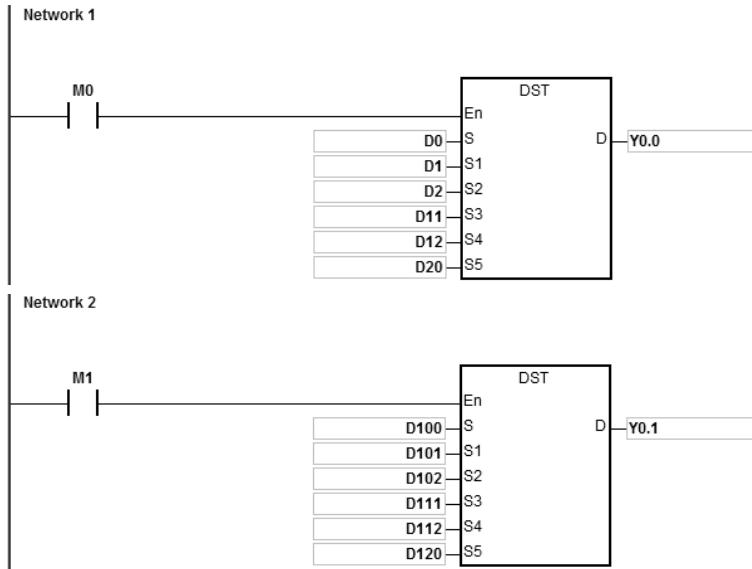 Network 1
M0
DST
En
D0 S D Y0.0
D1 S1
D2 S2
D11 S3
D12 S4
D20 S5
Network 2
M1
DST
En
D100 S D Y0.1
D101 S1
D102 S2
D111 S3
D112 S4
D120 S5